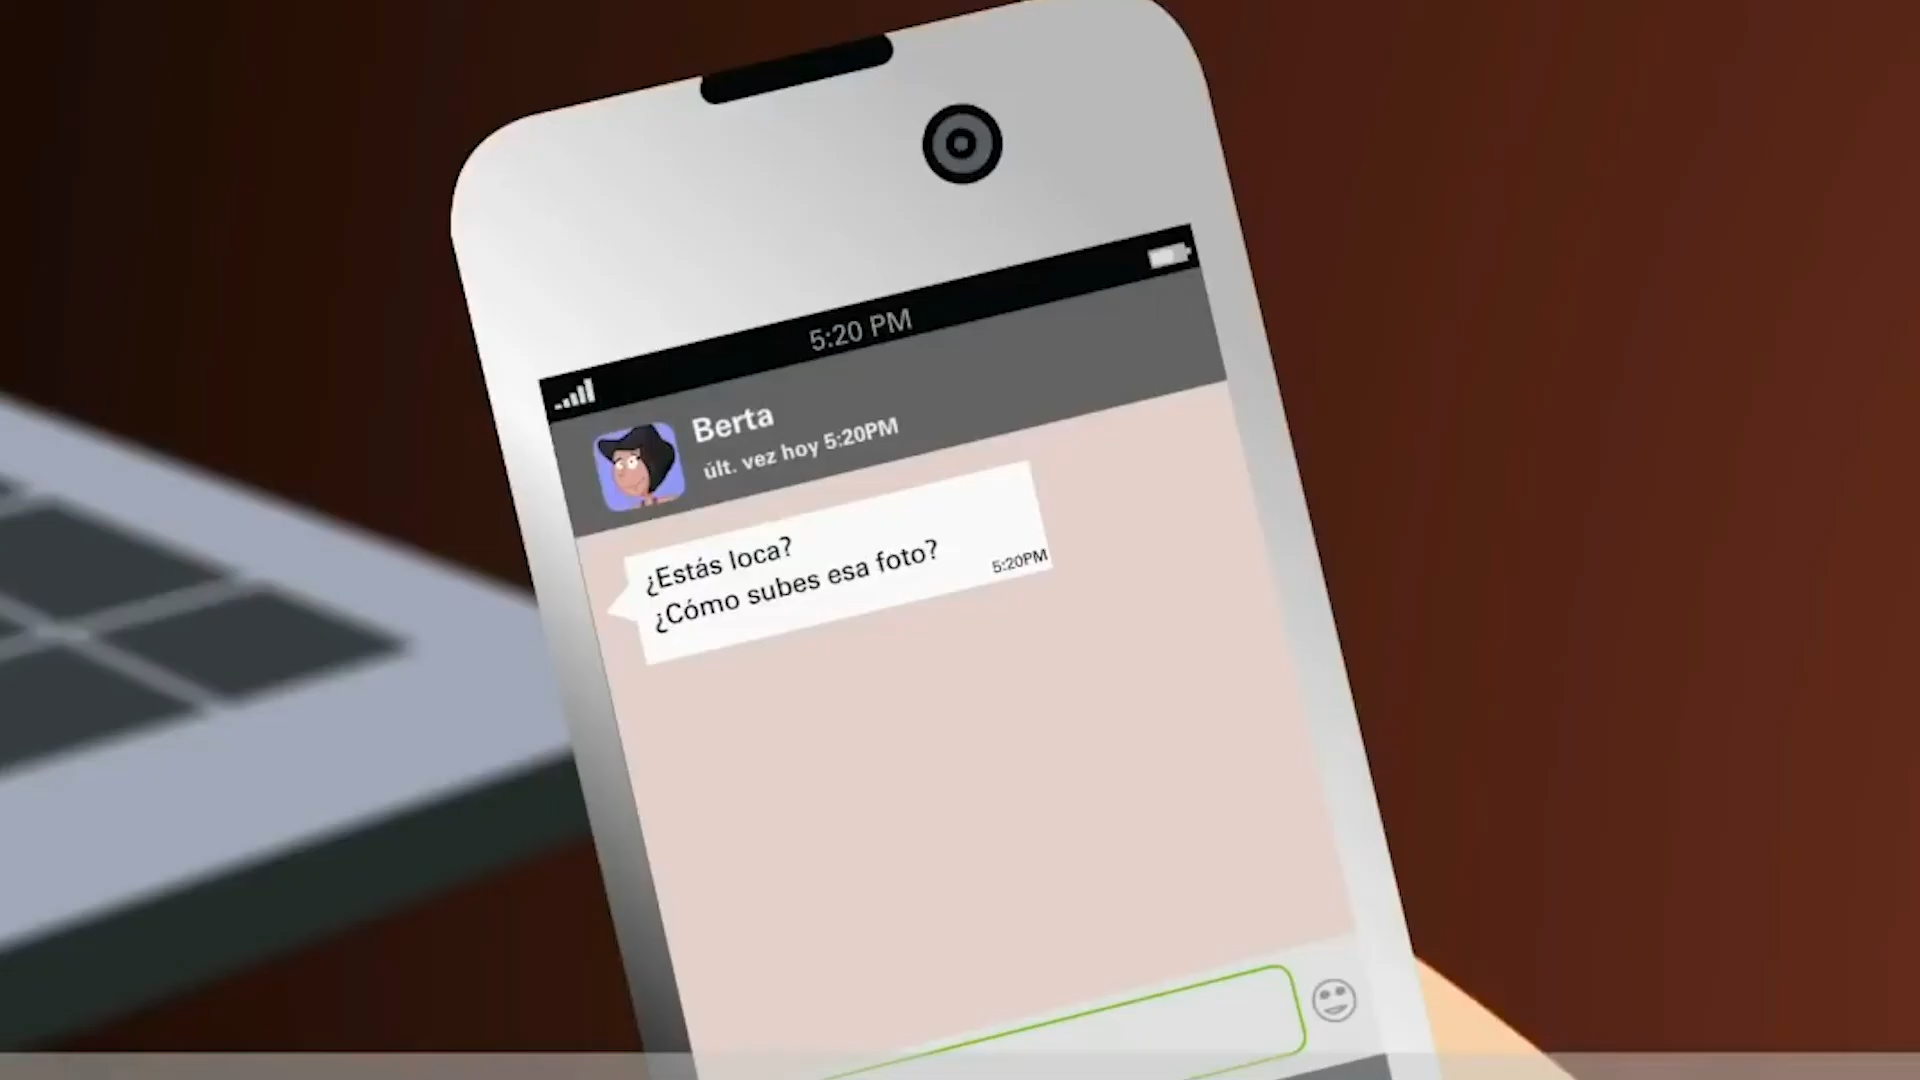 5:20 PM
Berta
últ. vez hoy 5:20PM
¿Estás loca?
¿Cómo subes esa foto?
5:20PM